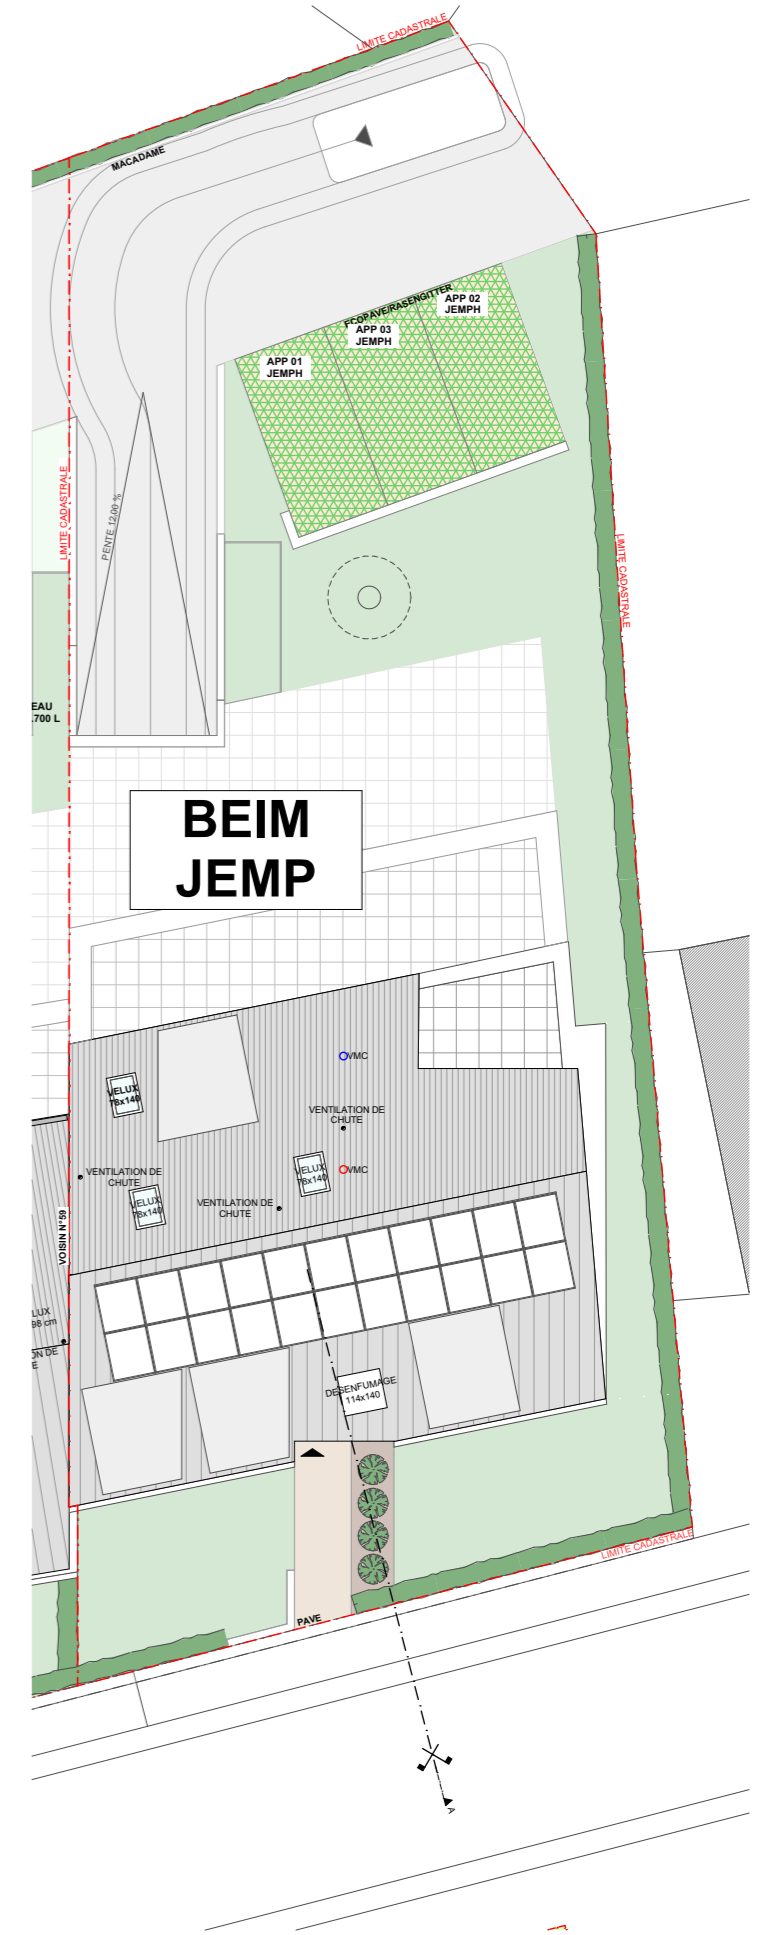 LIMITE CADASTRALE
MACADAME
ECOPAVE/RASENGITTER
APP 02
JEMPH
APP 03
JEMPH
APP 01
JEMPH
LIMITE CADASTRALE
PENTE 12,00 %
LIMITE CADASTRALE
EAU
.700 L
BEIM
JEMP
VMC
VELUX
78x140
VENTILATION DE
CHUTE
VENTILATION DE
CHUTE
VMC
VELUX
78x140
VELUX
78x140
VENTILATION DE
CHUTE
VOISIN N°59
LUX
98 cm
ON DE
E
DESENFUMAGE
114x140
LIMITE CADASTRALE
PAVE
A